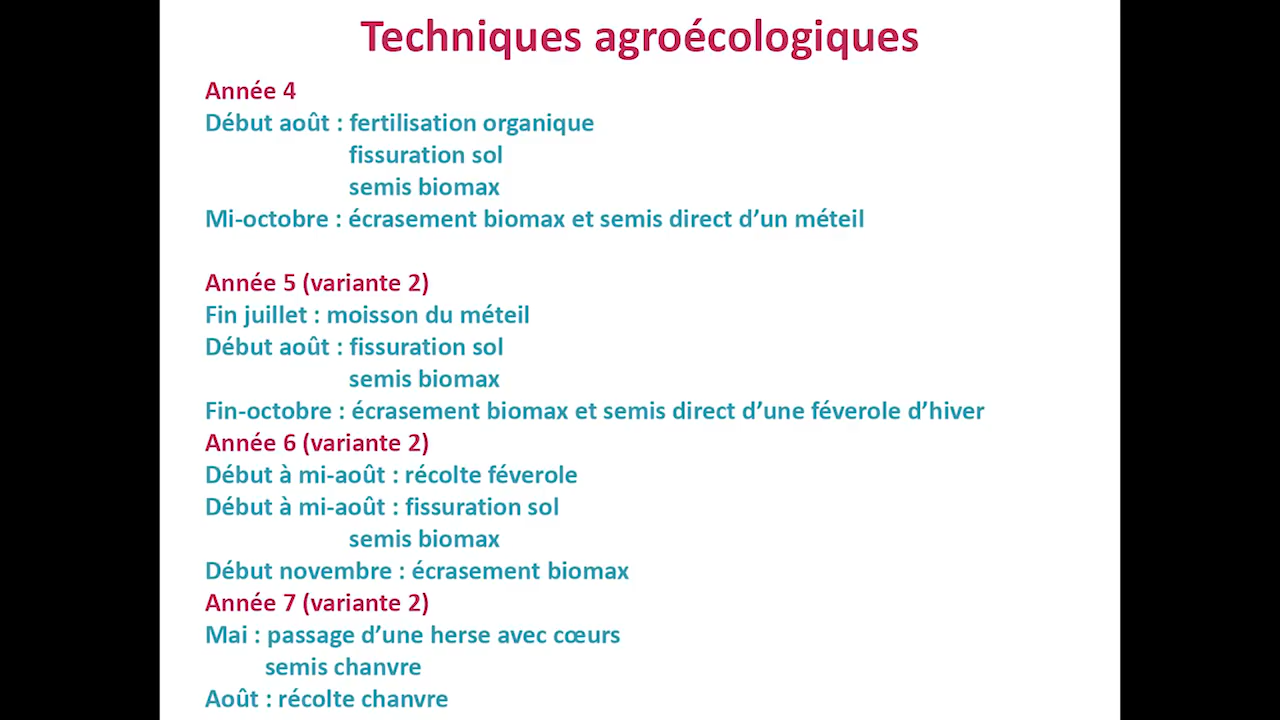 Techniques agroécologiques
Année 4
Début août : fertilisation organique
fissuration sol
semis biomax
Mi-octobre : écrasement biomax et semis direct d’un méteil
Année 5 (variante 2)
Fin juillet : moisson du méteil
Début août : fissuration sol
semis biomax
Fin-octobre : écrasement biomax et semis direct d’une féverole d’hiver
Année 6 (variante 2)
Début à mi-août : récolte féverole
Début à mi-août : fissuration sol
semis biomax
Début novembre : écrasement biomax
Année 7 (variante 2)
Mai : passage d’une herse avec cœurs
semis chanvre
Août : récolte chanvre